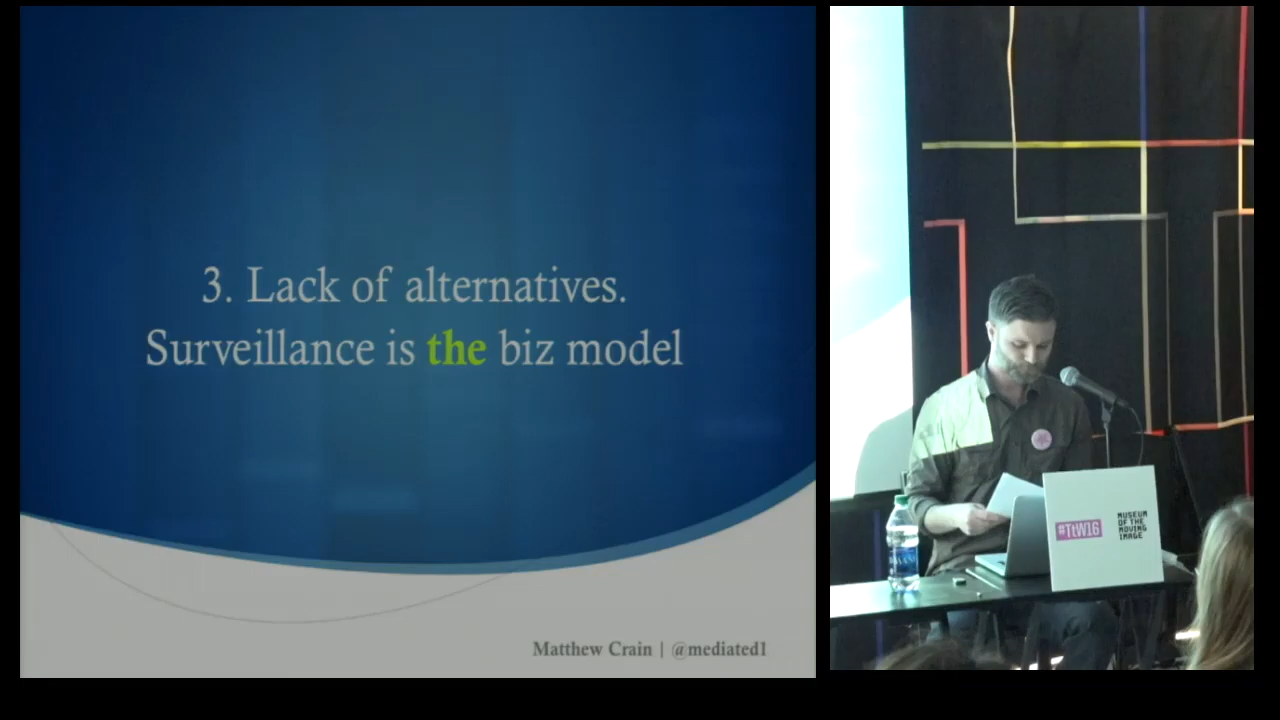 3. Lack of alternatives.
Surveillance is the biz model
Matthew Crain | @mediated1
#TtW16
MUSEUM
OF THE
MOVING
IMAGE